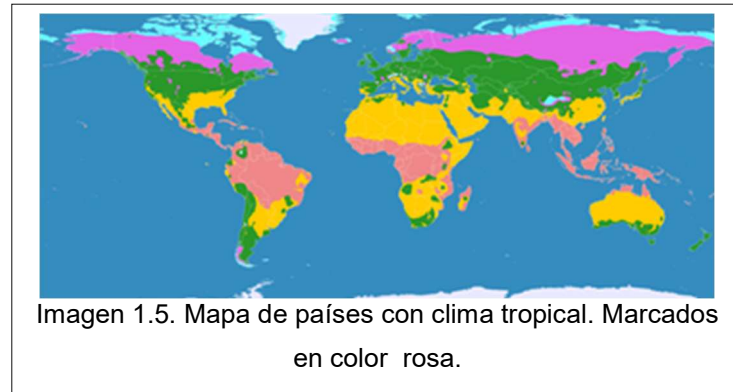 Imagen 1.5. Mapa de países con clima tropical. Marcados
en color  rosa.